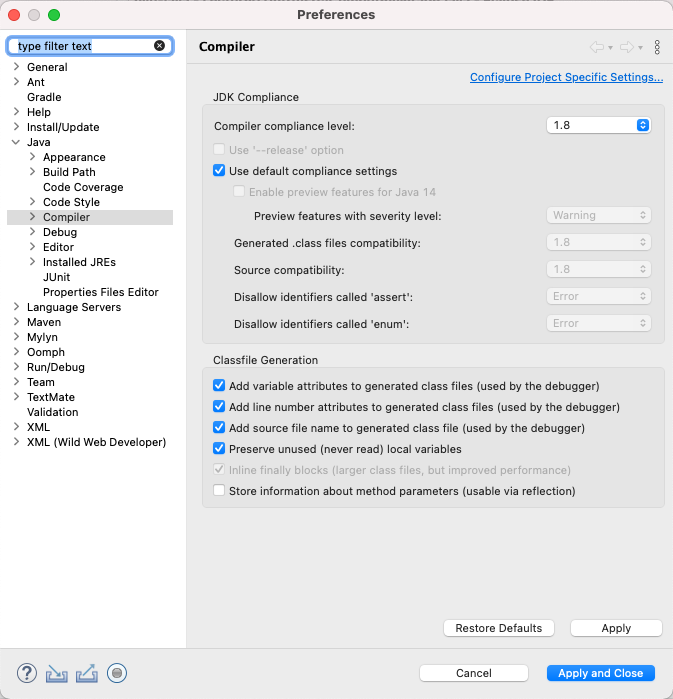 Preferences
type filter text
General
Ant
Gradle
Help
Install/Update
Java
Appearance
Build Path
Code Coverage
Code Style
Compiler
Debug
Editor
Installed JREs
JUnit
Properties Files Editor
Language Servers
Maven
Mylyn
Oomph
Run/Debug
Team
TextMate
Validation
XML
XML (Wild Web Developer)
Compiler
Configure Project Specific Settings...
JDK Compliance
Compiler compliance level: 1.8
Use '--release' option
Use default compliance settings
Enable preview features for Java 14
Preview features with severity level: Warning
Generated .class files compatibility: 1.8
Source compatibility: 1.8
Disallow identifiers called 'assert': Error
Disallow identifiers called 'enum': Error
Classfile Generation
Add variable attributes to generated class files (used by the debugger)
Add line number attributes to generated class files (used by the debugger)
Add source file name to generated class file (used by the debugger)
Preserve unused (never read) local variables
Inline finally blocks (larger class files, but improved performance)
Store information about method parameters (usable via reflection)
Restore Defaults Apply
? Cancel Apply and Close